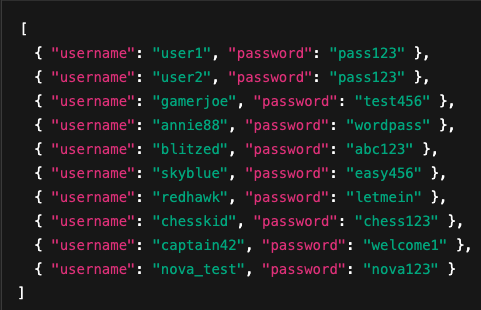 [
  { "username": "user1", "password": "pass123" },
  { "username": "user2", "password": "pass123" },
  { "username": "gamerjoe", "password": "test456" },
  { "username": "annie88", "password": "wordpass" },
  { "username": "blitzed", "password": "abc123" },
  { "username": "skyblue", "password": "easy456" },
  { "username": "redhawk", "password": "letmein" },
  { "username": "chesskid", "password": "chess123" },
  { "username": "captain42", "password": "welcome1" },
  { "username": "nova_test", "password": "nova123" }
]